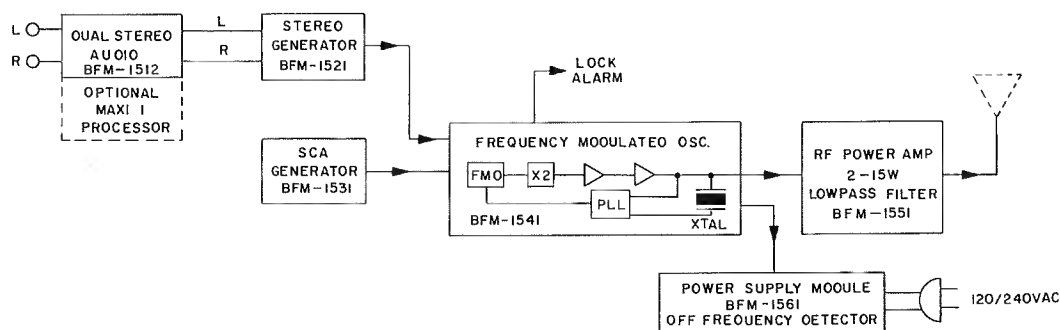 L
R
DUAL STEREO
AUDIO
BFM-1512
OPTIONAL
MAXI 1
PROCESSOR
L
R
STEREO
GENERATOR
BFM-1521
SCA
GENERATOR
BFM-1531
LOCK
ALARM
FREQUENCY MODULATED OSC.
FMO
X2
PLL
BFM-1541
XTAL
RF POWER AMP
2-15W
LOWPASS FILTER
BFM-1551
POWER SUPPLY MODULE
BFM-1561
OFF FREQUENCY DETECTOR
120/240VAC